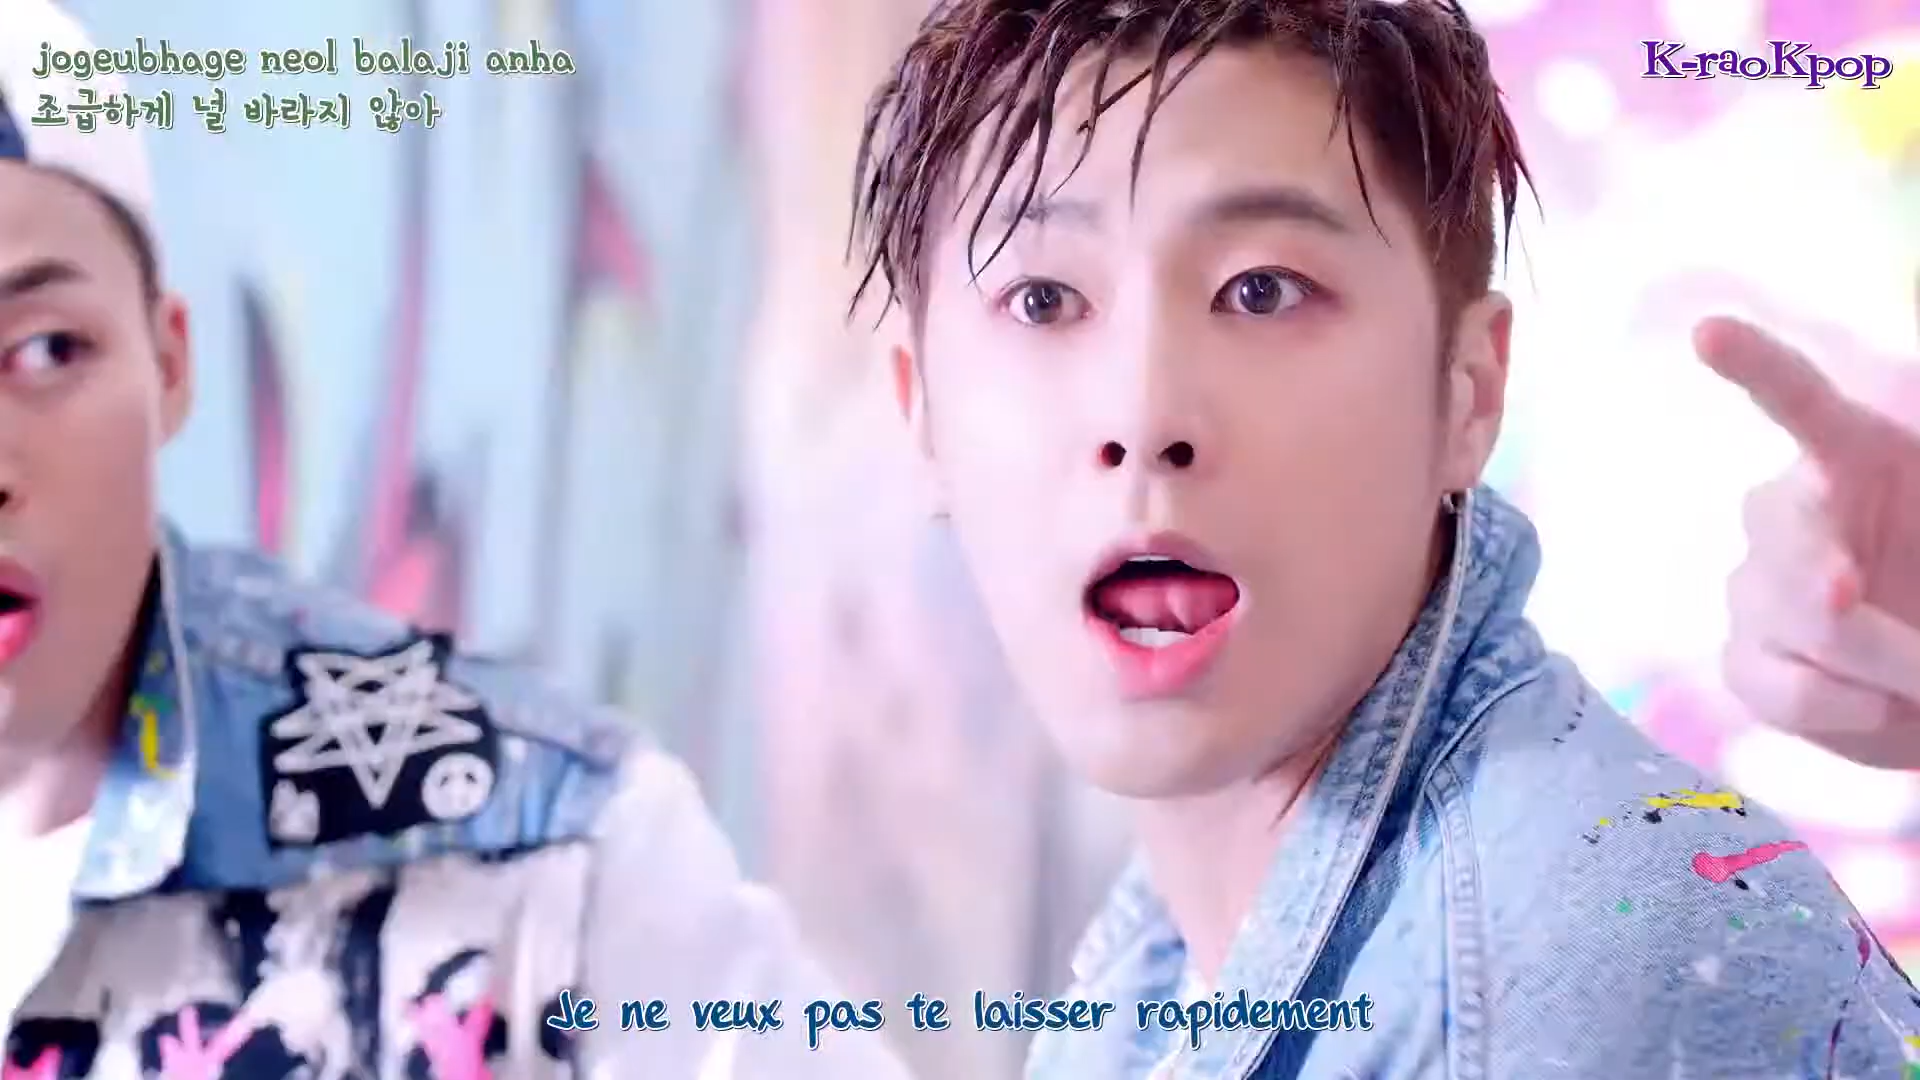 jogeubhage neol balaji anha
조급하게 널 바라지 않아
K-raoKpop
Je ne veux pas te laisser rapidement